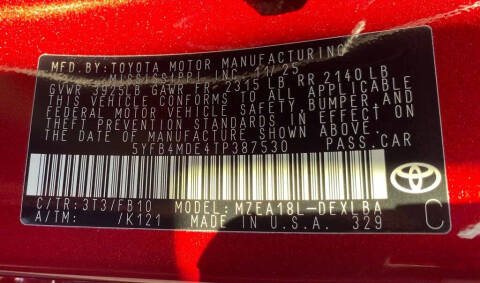 MFD.BY:TOYOTA MOTOR MANUFACTURING,
MISSISSIPPI,INC. 11/25
GVWR 3925LB GAWR FR. 2315 LB RR 2140 LB
THIS VEHICLE CONFORMS TO ALL APPLICABLE
FEDERAL MOTOR VEHICLE SAFETY, BUMPER AND
THEFT PREVENTION STANDARDS IN EFFECT ON
THE DATE OF MANUFACTURE SHOWN ABOVE.
5YFB4MDE4TP387530 PASS.CAR
C/TR:3T3/FB10 MODEL:MZEA18L-DEXLBA
A/TM: /K121 MADE IN U.S.A. 329 C